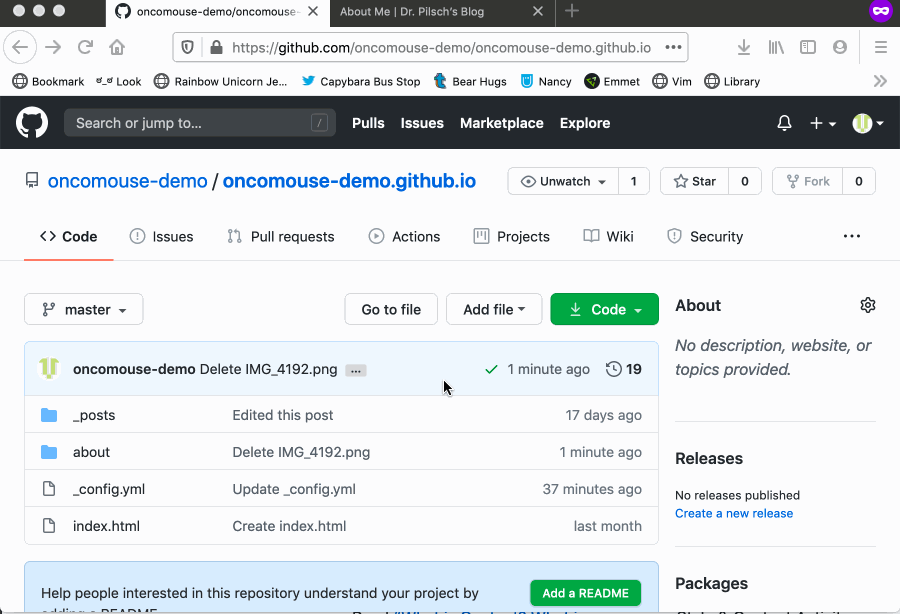 oncomouse-demo/oncomouse-
About Me | Dr. Pilsch's Blog
https://github.com/oncomouse-demo/oncomouse-demo.github.io
Bookmark
Look
Rainbow Unicorn Je...
Capybara Bus Stop
Bear Hugs
Nancy
Emmet
Vim
Library
Search or jump to...
/
Pulls
Issues
Marketplace
Explore
oncomouse-demo / oncomouse-demo.github.io
Unwatch
1
Star
0
Fork
0
Code
Issues
Pull requests
Actions
Projects
Wiki
Security
master
Go to file
Add file
Code
oncomouse-demo Delete IMG_4192.png ...
1 minute ago
19
_posts
Edited this post
17 days ago
about
Delete IMG_4192.png
1 minute ago
_config.yml
Update _config.yml
37 minutes ago
index.html
Create index.html
last month
Help people interested in this repository understand your project by
adding a README.
Add a README
About
No description, website, or
topics provided.
Releases
No releases published
Create a new release
Packages